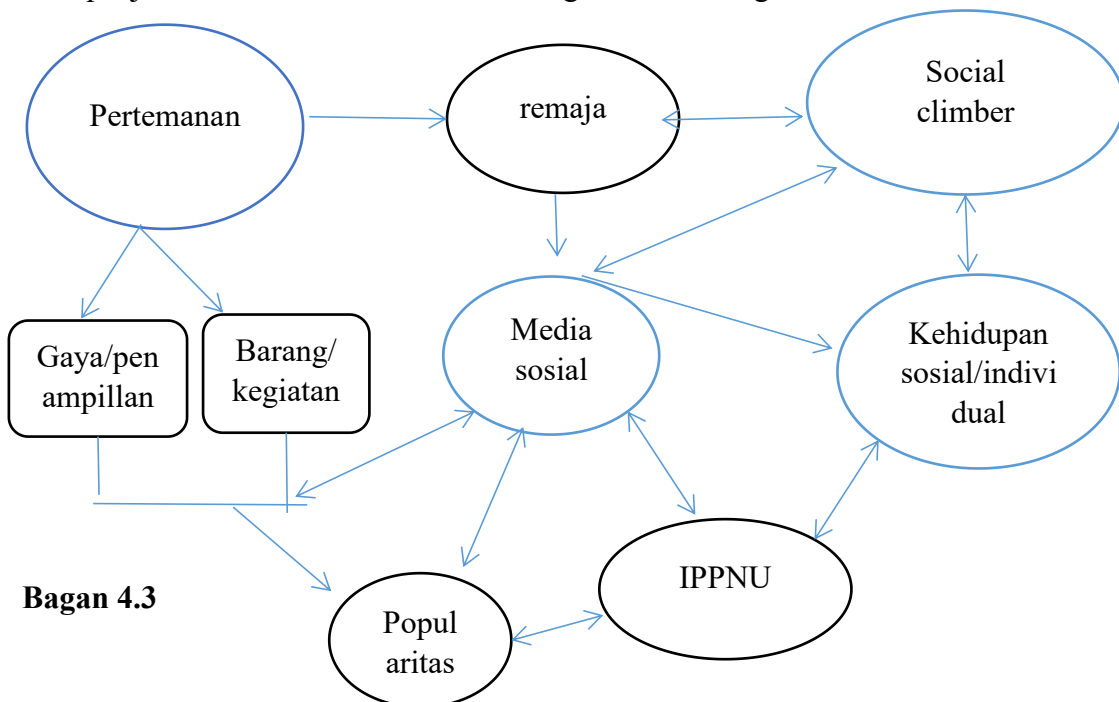 Pertemanan
remaja
Social
climber
Gaya/pen
ampillan
Barang/
kegiatan
Media
sosial
Kehidupan
sosial/indivi
dual
Bagan 4.3
Popul
aritas
IPPNU